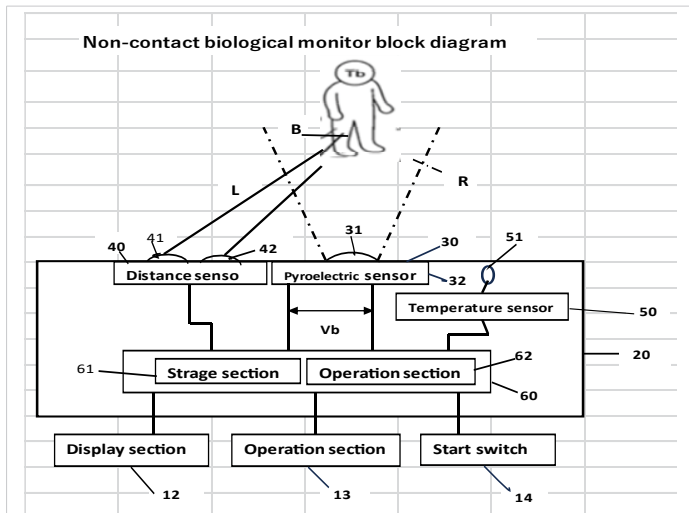 Non-contact biological monitor block diagram
Tb
B
L
R
41
31
51
40
42
30
Distance senso
Pyroelectric sensor
32
Temperature sensor
50
Vb
62
20
61
Strage section
Operation section
60
Display section
Operation section
Start switch
12
13
14